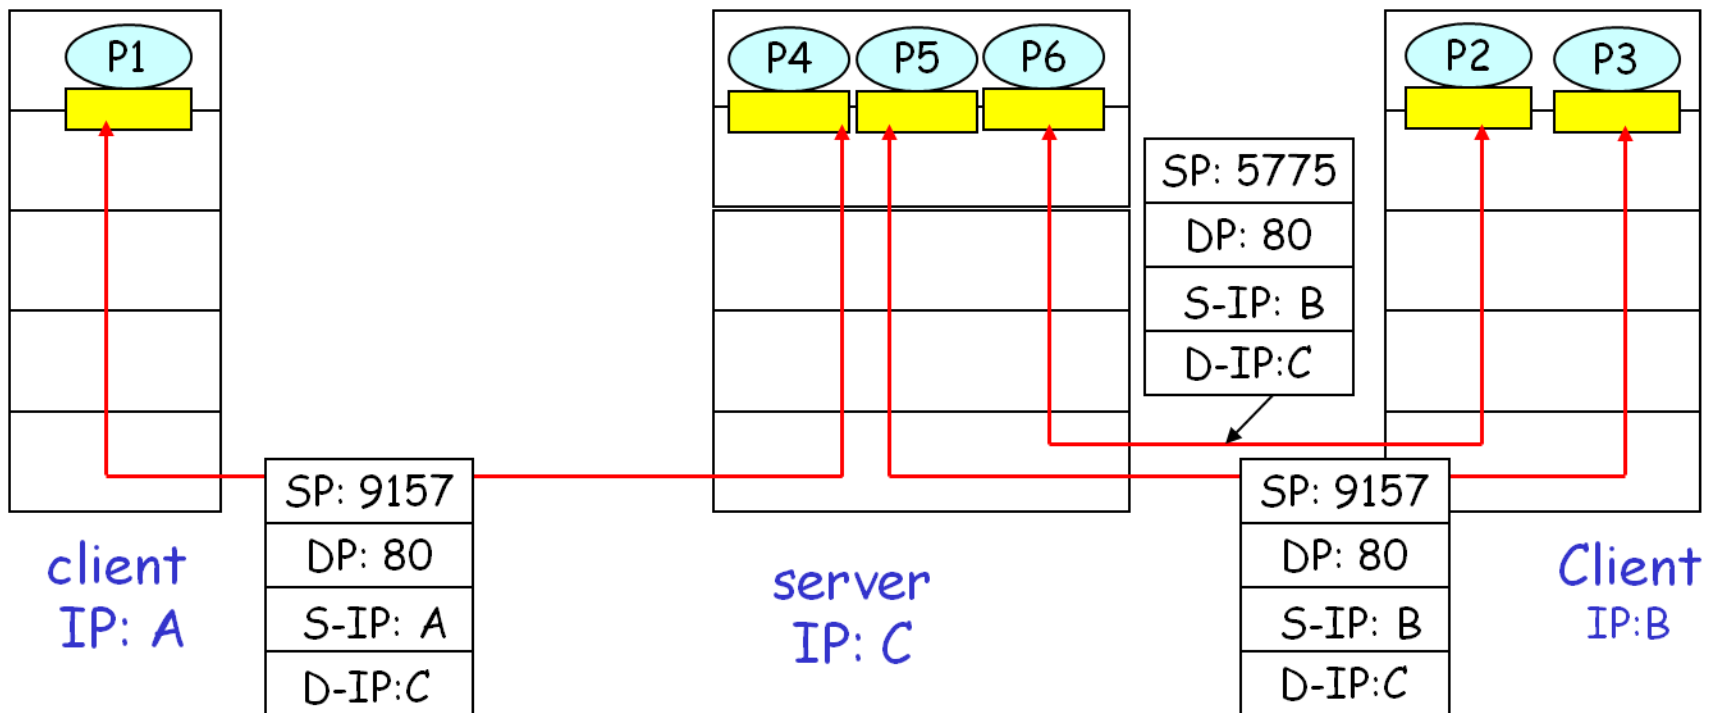 P1
P4
P5
P6
P2
P3
SP: 5775
DP: 80
S-IP: B
D-IP:C
SP: 9157
DP: 80
S-IP: A
D-IP:C
SP: 9157
DP: 80
S-IP: B
D-IP:C
client
IP: A
server
IP: C
Client
IP:B